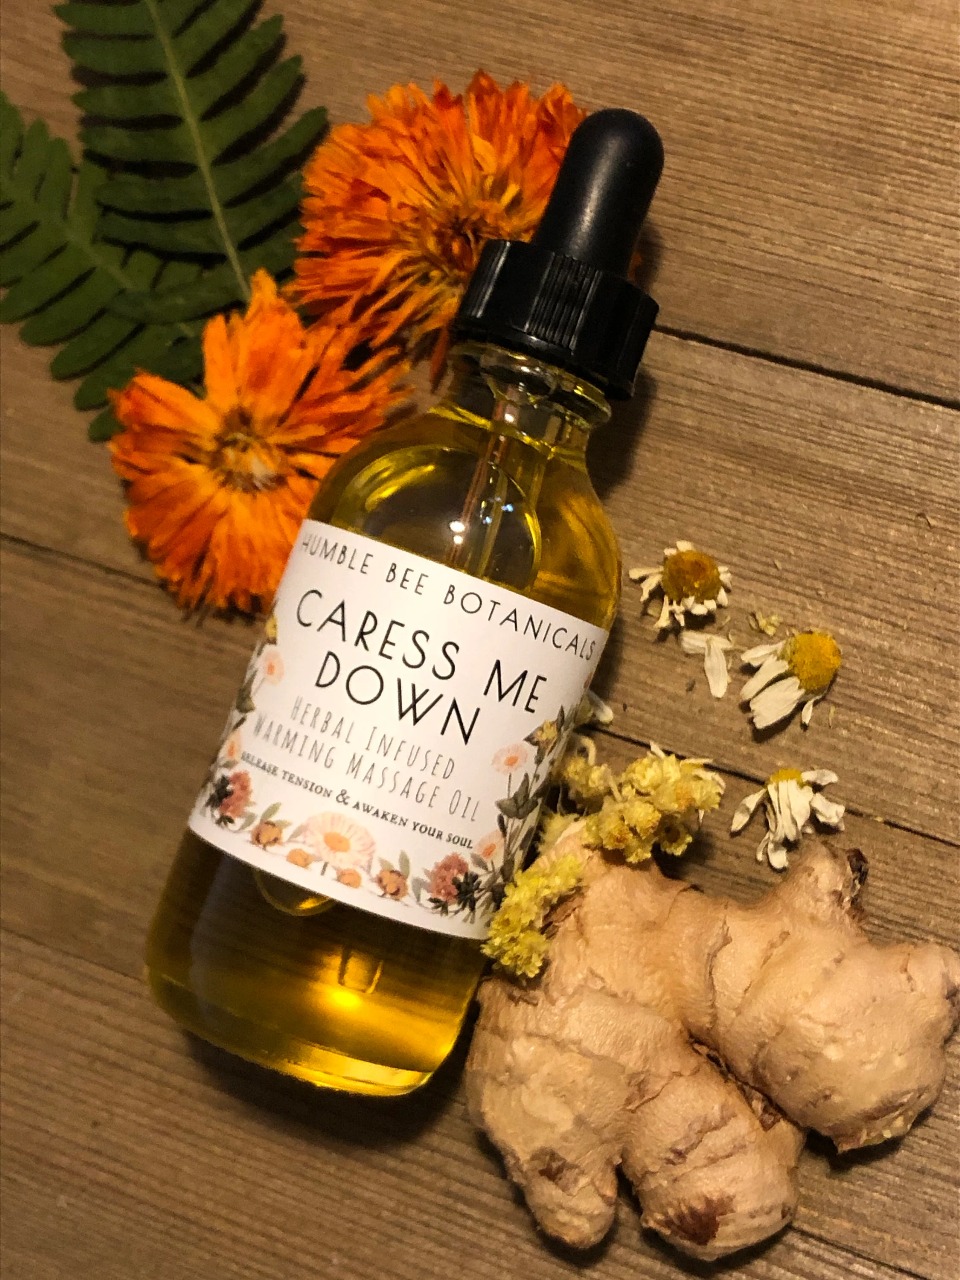 HUMBLE BEE BOTANICALS
CARESS ME
DOWN
HERBAL INFUSED
WARMING MASSAGE OIL
RELEASE TENSION & AWAKEN YOUR SOUL